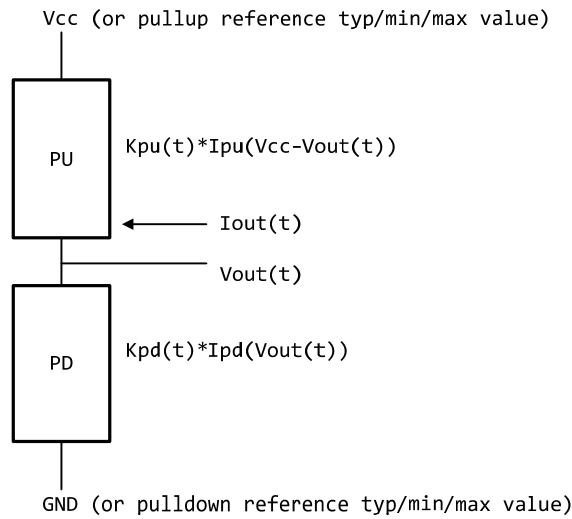 Vcc (or pullup reference typ/min/max value)
PU
Kpu(t)*Ipu(Vcc-Vout(t))
Iout(t)
Vout(t)
PD
Kpd(t)*Ipd(Vout(t))
GND (or pulldown reference typ/min/max value)